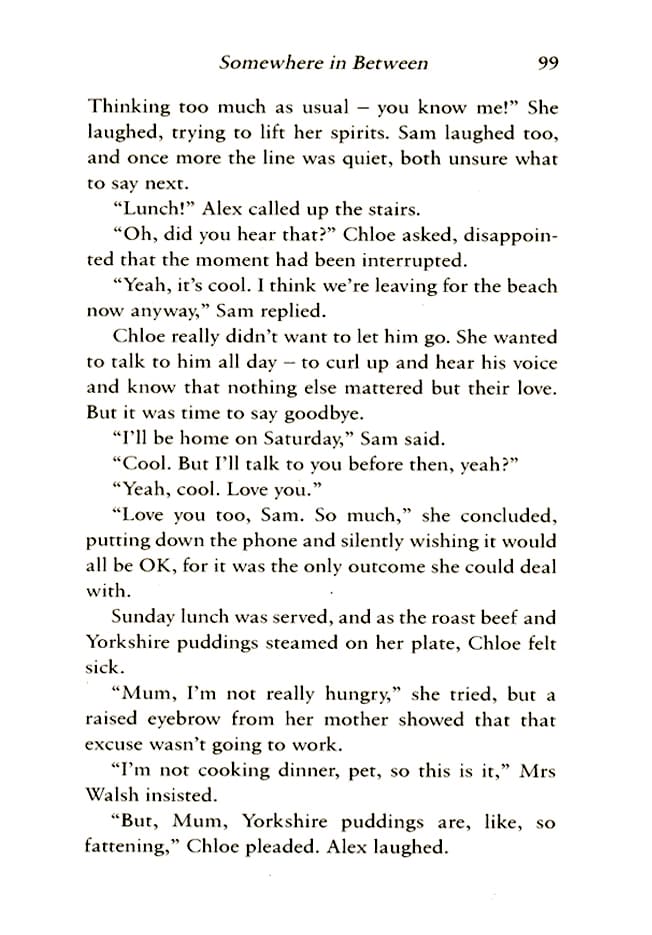 Somewhere in Between 99
Thinking too much as usual – you know me!” She
laughed, trying to lift her spirits. Sam laughed too,
and once more the line was quiet, both unsure what
to say next.
“Lunch!” Alex called up the stairs.
“Oh, did you hear that?” Chloe asked, disappoin-
ted that the moment had been interrupted.
“Yeah, it’s cool. I think we’re leaving for the beach
now anyway,” Sam replied.
Chloe really didn’t want to let him go. She wanted
to talk to him all day – to curl up and hear his voice
and know that nothing else mattered but their love.
But it was time to say goodbye.
“I’ll be home on Saturday,” Sam said.
“Cool. But I’ll talk to you before then, yeah?”
“Yeah, cool. Love you.”
“Love you too, Sam. So much,” she concluded,
putting down the phone and silently wishing it would
all be OK, for it was the only outcome she could deal
with.
Sunday lunch was served, and as the roast beef and
Yorkshire puddings steamed on her plate, Chloe felt
sick.
“Mum, I’m not really hungry,” she tried, but a
raised eyebrow from her mother showed that that
excuse wasn’t going to work.
“I’m not cooking dinner, pet, so this is it,” Mrs
Walsh insisted.
“But, Mum, Yorkshire puddings are, like, so
fattening,” Chloe pleaded. Alex laughed.